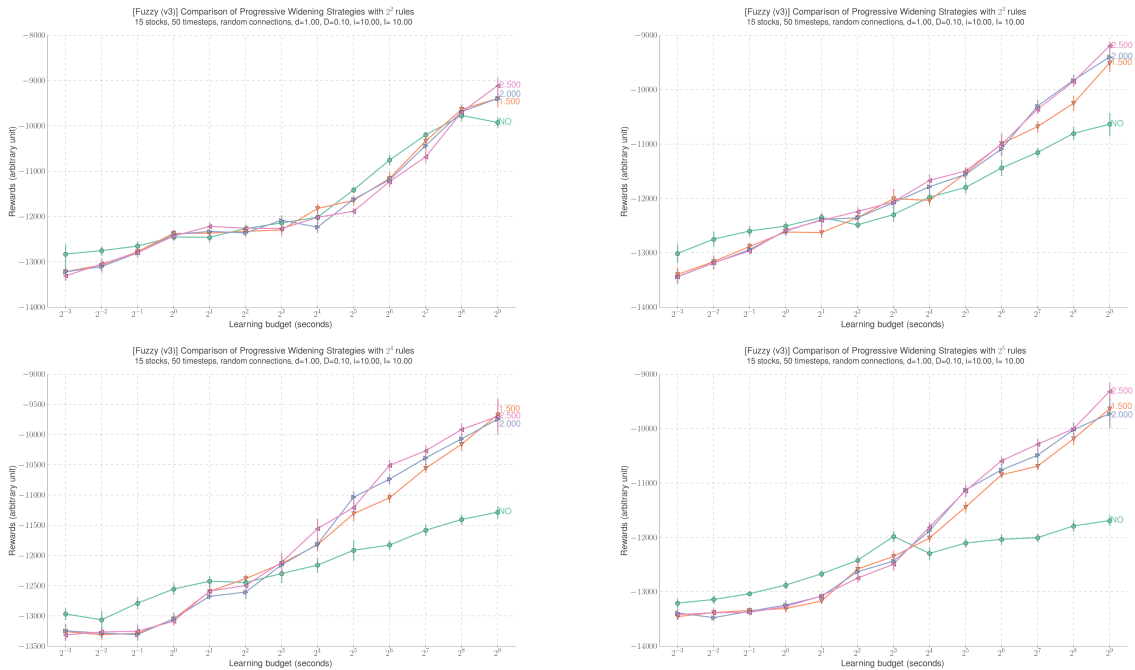 [Fuzzy (v3)] Comparison of Progressive Widening Strategies with 2² rules
15 stocks, 50 timesteps, random connections, d=1.00, D=0.10, i=10.00, I= 10.00
−8000
−9000
−10000
−11000
−12000
−13000
−14000
Rewards (arbitrary unit)
2.500
2.000
1.500
NO
2⁻³ 2⁻² 2⁻¹ 2⁰ 2¹ 2² 2³ 2⁴ 2⁵ 2⁶ 2⁷ 2⁸ 2⁹
Learning budget (seconds)
[Fuzzy (v3)] Comparison of Progressive Widening Strategies with 2³ rules
15 stocks, 50 timesteps, random connections, d=1.00, D=0.10, i=10.00, I= 10.00
−9000
−10000
−11000
−12000
−13000
−14000
Rewards (arbitrary unit)
2.500
2.000
1.500
NO
2⁻³ 2⁻² 2⁻¹ 2⁰ 2¹ 2² 2³ 2⁴ 2⁵ 2⁶ 2⁷ 2⁸ 2⁹
Learning budget (seconds)
[Fuzzy (v3)] Comparison of Progressive Widening Strategies with 2⁴ rules
15 stocks, 50 timesteps, random connections, d=1.00, D=0.10, i=10.00, I= 10.00
−9000
−9500
−10000
−10500
−11000
−11500
−12000
−12500
−13000
−13500
Rewards (arbitrary unit)
1.500
2.500
2.000
NO
2⁻³ 2⁻² 2⁻¹ 2⁰ 2¹ 2² 2³ 2⁴ 2⁵ 2⁶ 2⁷ 2⁸ 2⁹
Learning budget (seconds)
[Fuzzy (v3)] Comparison of Progressive Widening Strategies with 2⁵ rules
15 stocks, 50 timesteps, random connections, d=1.00, D=0.10, i=10.00, I= 10.00
−9000
−10000
−11000
−12000
−13000
−14000
Rewards (arbitrary unit)
2.500
1.500
2.000
NO
2⁻³ 2⁻² 2⁻¹ 2⁰ 2¹ 2² 2³ 2⁴ 2⁵ 2⁶ 2⁷ 2⁸ 2⁹
Learning budget (seconds)